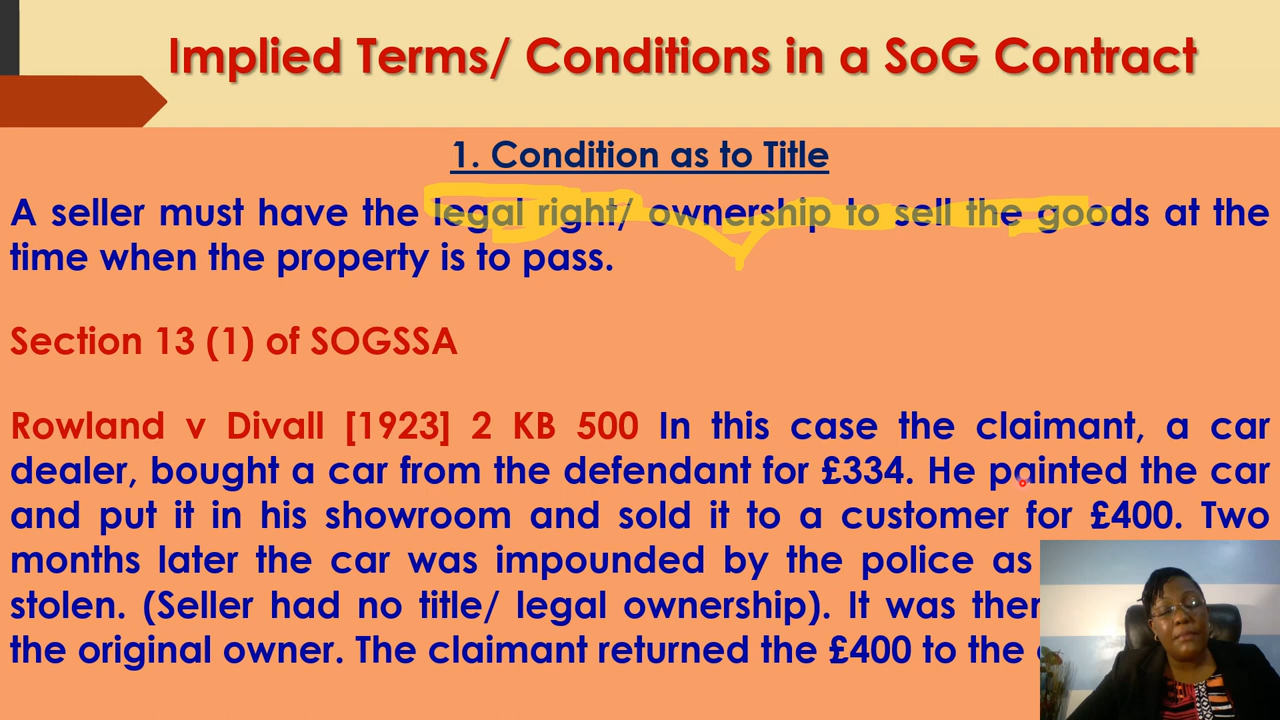 Implied Terms/ Conditions in a SoG Contract
1. Condition as to Title
A seller must have the legal right/ ownership to sell the goods at the
time when the property is to pass.
Section 13 (1) of SOGSSA
Rowland v Divall [1923] 2 KB 500 In this case the claimant, a car
dealer, bought a car from the defendant for £334. He painted the car
and put it in his showroom and sold it to a customer for £400. Two
months later the car was impounded by the police as
stolen. (Seller had no title/ legal ownership). It was
the original owner. The claimant returned the £400 to the